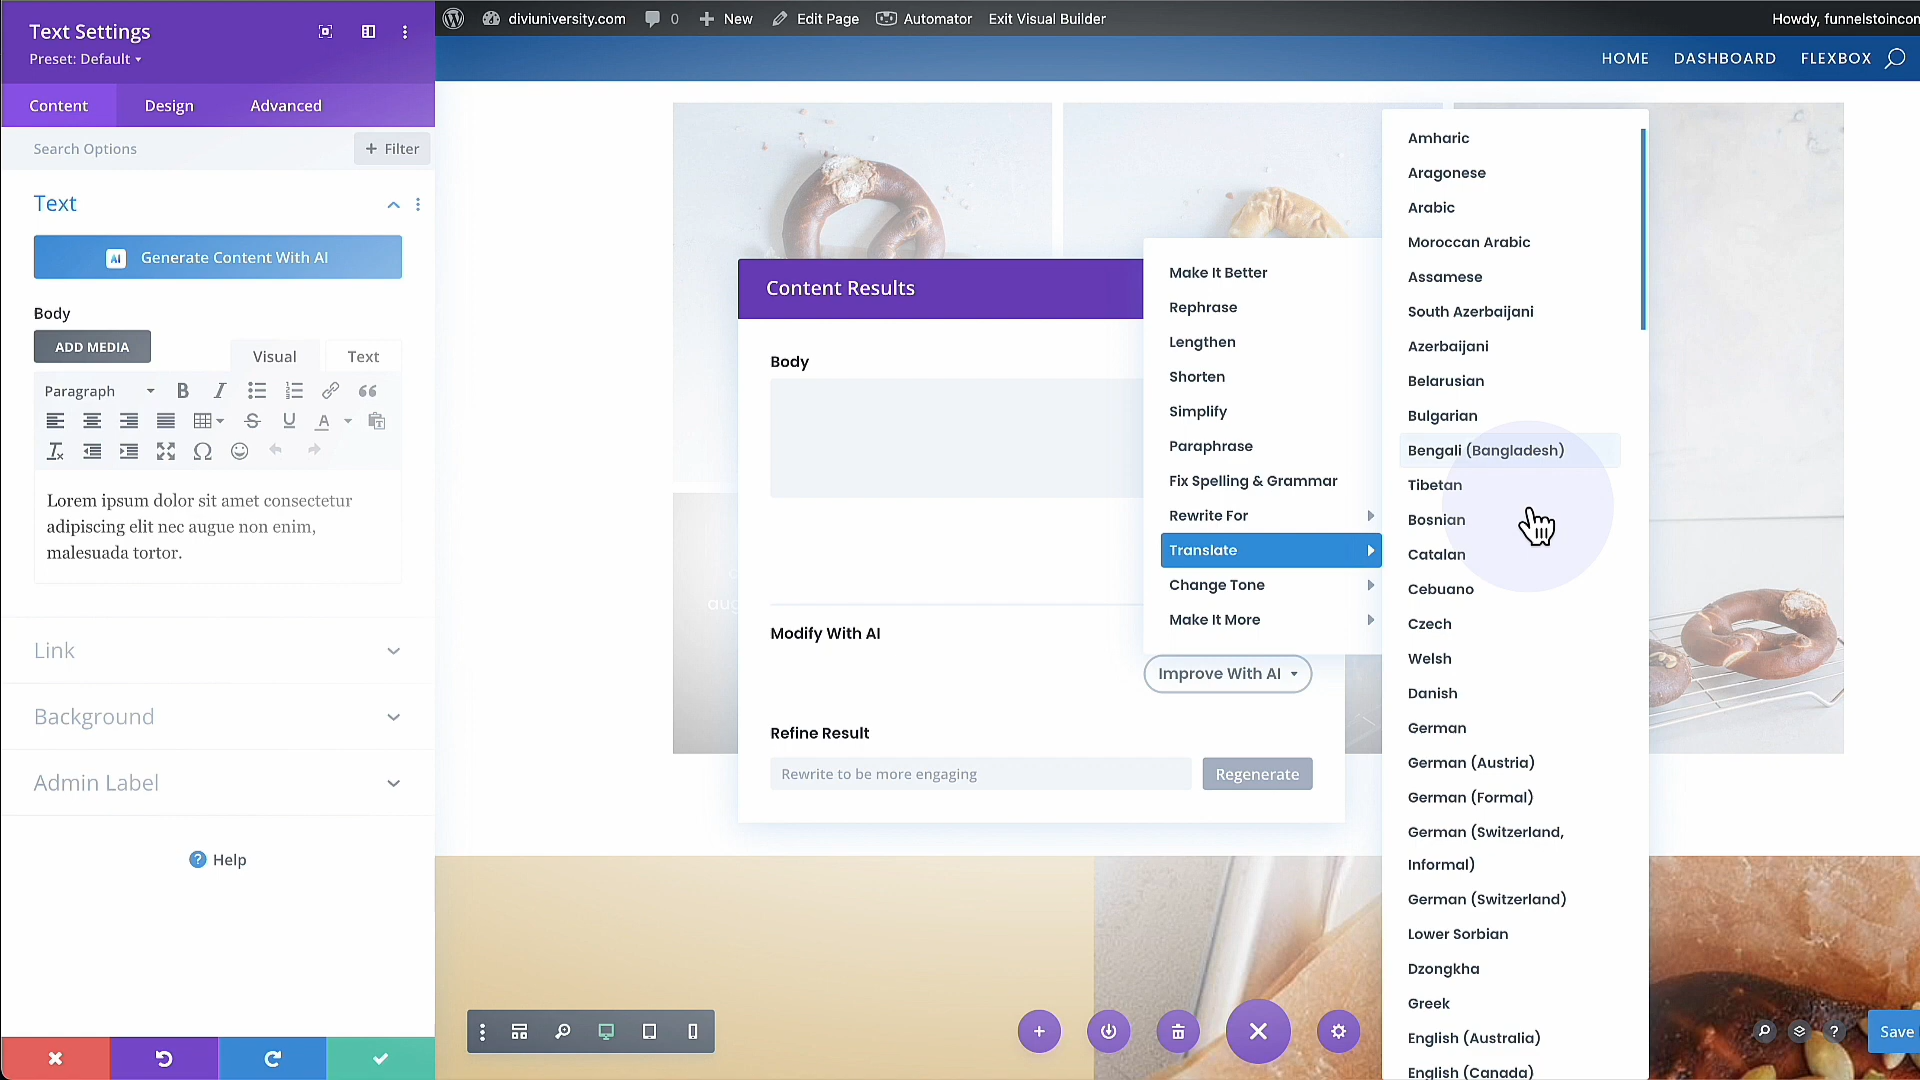 Text Settings
Preset: Default
Content
Design
Advanced
Search Options
+ Filter
Text
AI Generate Content With AI
Body
ADD MEDIA
Visual
Text
Paragraph
Lorem ipsum dolor sit amet consectetur
adipiscing elit nec augue non enim,
malesuada tortor.
Link
Background
Admin Label
Help
diviuniversity.com
0
New
Edit Page
Automator
Exit Visual Builder
Howdy, funnelstoincon
HOME
DASHBOARD
FLEXBOX
Content Results
Body
Modify With AI
Improve With AI
Refine Result
Rewrite to be more engaging
Regenerate
Make It Better
Rephrase
Lengthen
Shorten
Simplify
Paraphrase
Fix Spelling & Grammar
Rewrite For
Translate
Change Tone
Make It More
Amharic
Aragonese
Arabic
Moroccan Arabic
Assamese
South Azerbaijani
Azerbaijani
Belarusian
Bulgarian
Bengali (Bangladesh)
Tibetan
Bosnian
Catalan
Cebuano
Czech
Welsh
Danish
German
German (Austria)
German (Formal)
German (Switzerland,
Informal)
German (Switzerland)
Lower Sorbian
Dzongkha
Greek
English (Australia)
English (Canada)
Save